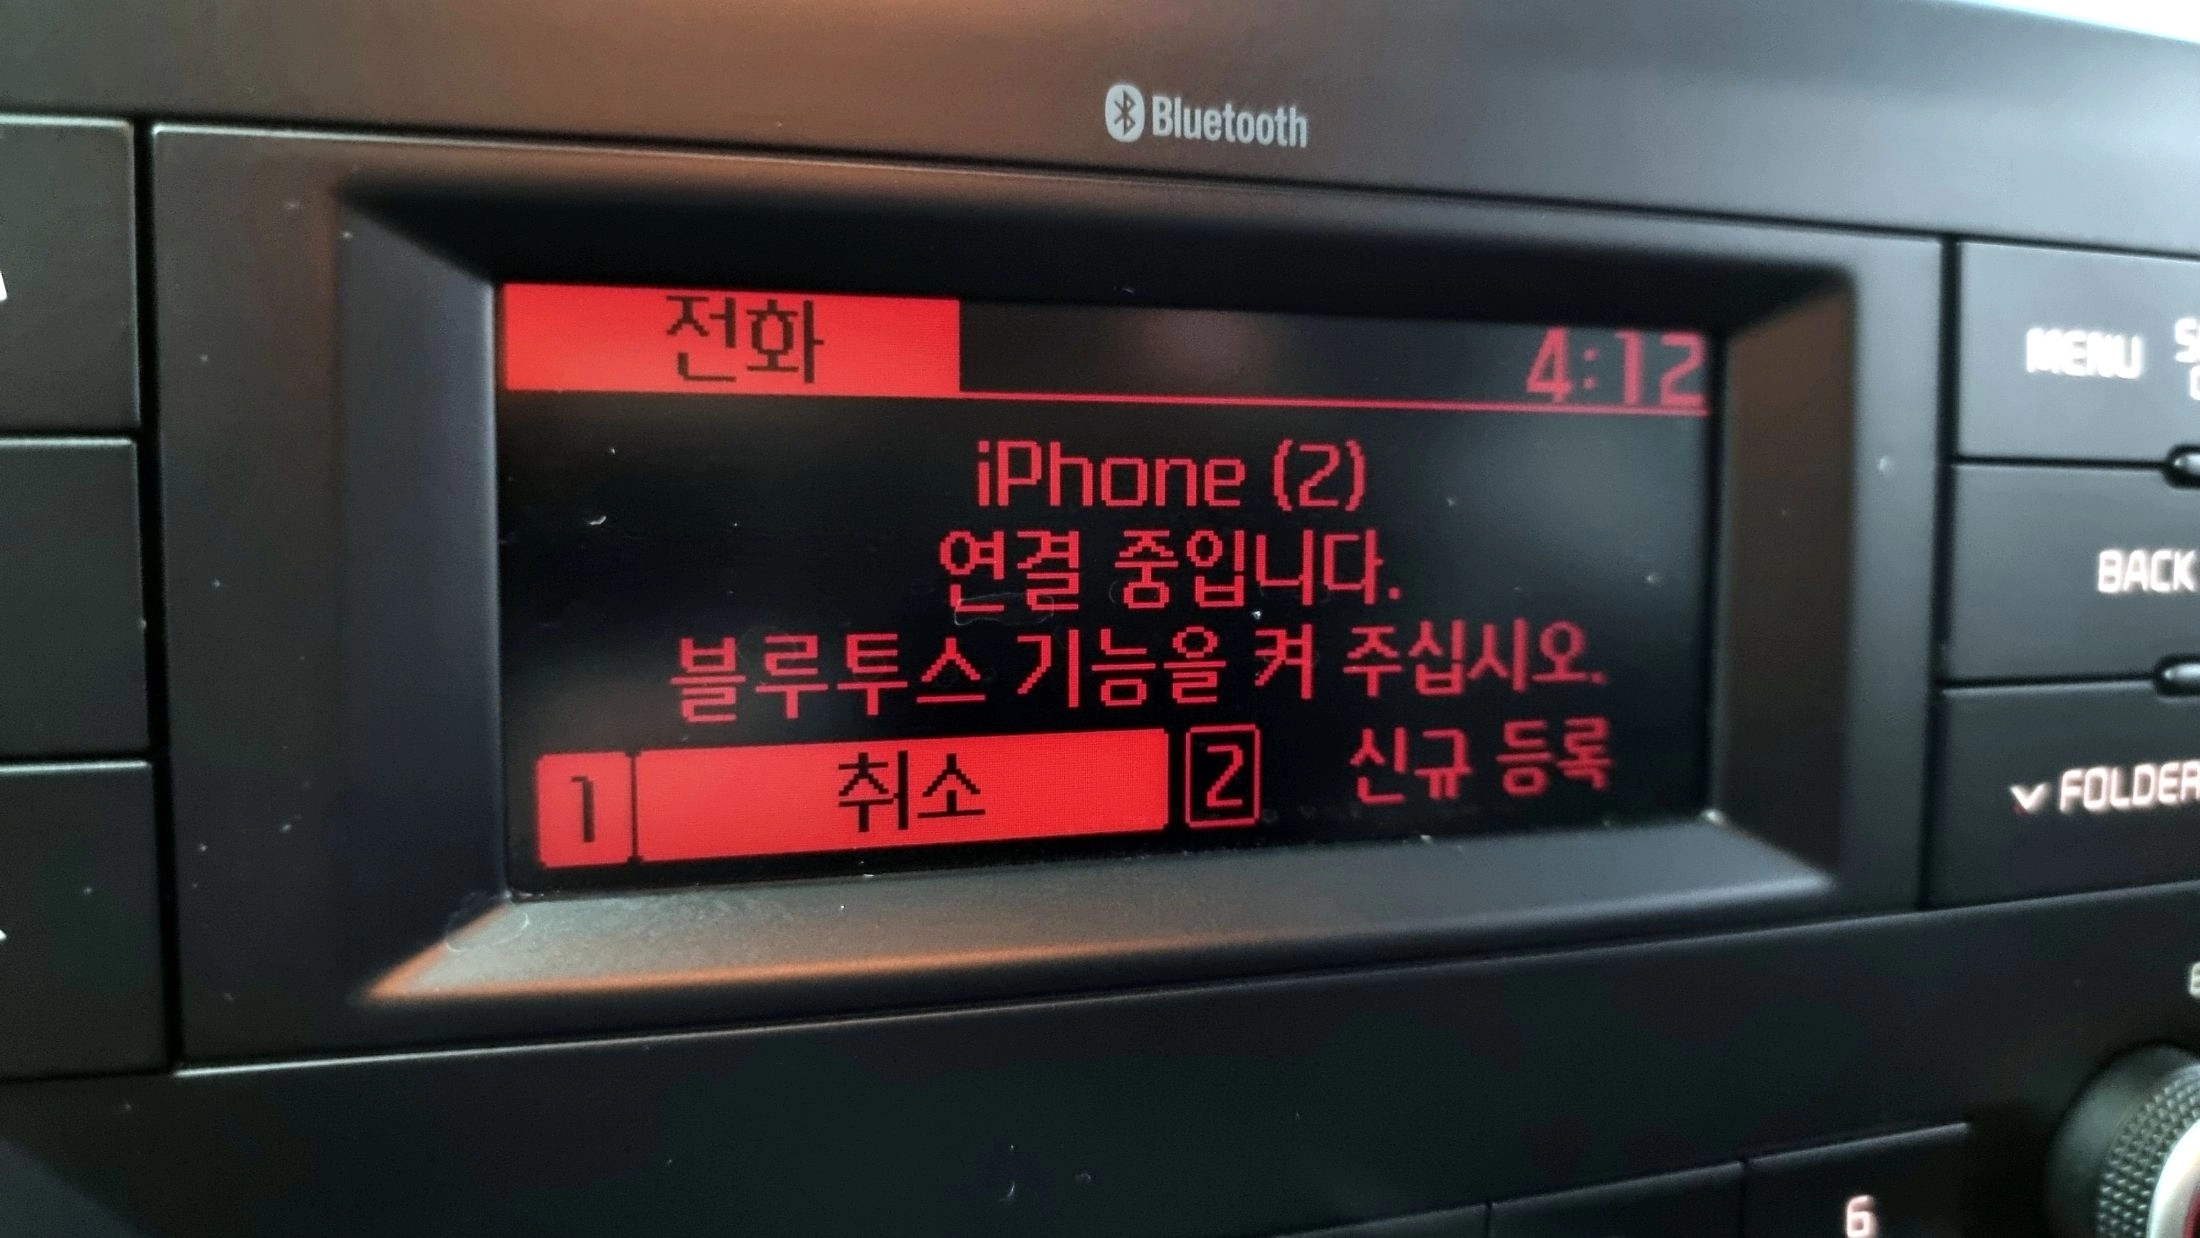 Bluetooth
전화 4:12
iPhone (2)
연결 중입니다.
블루투스 기능을 켜 주십시오.
1 취소 2 신규 등록
MENU
BACK
FOLDER
6